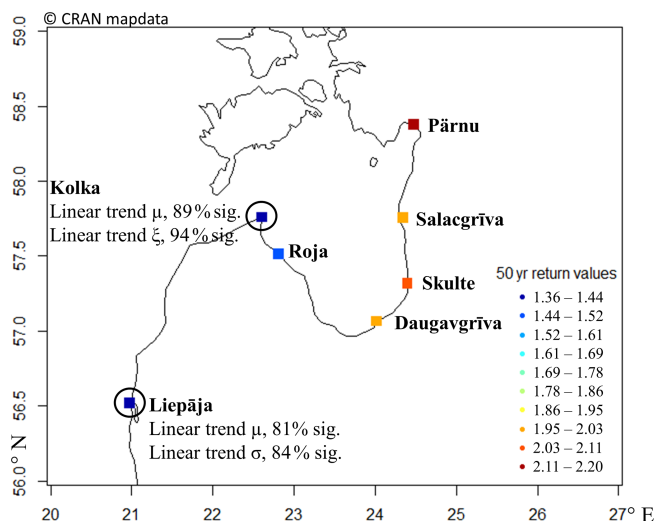 © CRAN mapdata
59.0
58.5
58.0
57.5
57.0
56.5
56.0
° N
Pärnu
Kolka
Linear trend μ, 89% sig.
Linear trend ξ, 94% sig.
Salacgrīva
Roja
Skulte
Daugavgrīva
Liepāja
Linear trend μ, 81% sig.
Linear trend σ, 84% sig.
50 yr return values
1.36 – 1.44
1.44 – 1.52
1.52 – 1.61
1.61 – 1.69
1.69 – 1.78
1.78 – 1.86
1.86 – 1.95
1.95 – 2.03
2.03 – 2.11
2.11 – 2.20
20 21 22 23 24 25 26 27° E